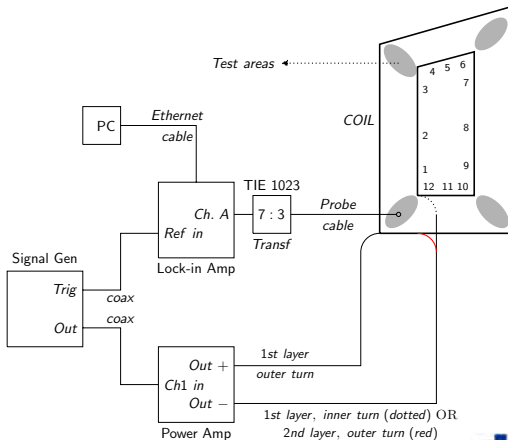 Test areas
6
5
4
7
3
COIL
PC
Ethernet
cable
2
8
1
9
12 11 10
TIE 1023
Ch. A
7 : 3
Probe
cable
Ref in
Transf
Lock-in Amp
Signal Gen
Trig
coax
coax
Out
Out +
1st layer
outer turn
Ch1 in
Out −
Power Amp
1st layer, inner turn (dotted) OR
2nd layer, outer turn (red)